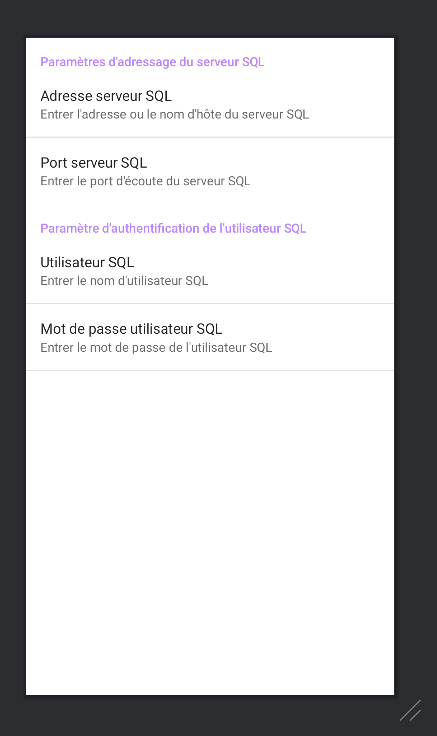 Paramètres d'adressage du serveur SQL
Adresse serveur SQL
Entrer l'adresse ou le nom d'hôte du serveur SQL
Port serveur SQL
Entrer le port d'écoute du serveur SQL
Paramètre d'authentification de l'utilisateur SQL
Utilisateur SQL
Entrer le nom d'utilisateur SQL
Mot de passe utilisateur SQL
Entrer le mot de passe de l'utilisateur SQL